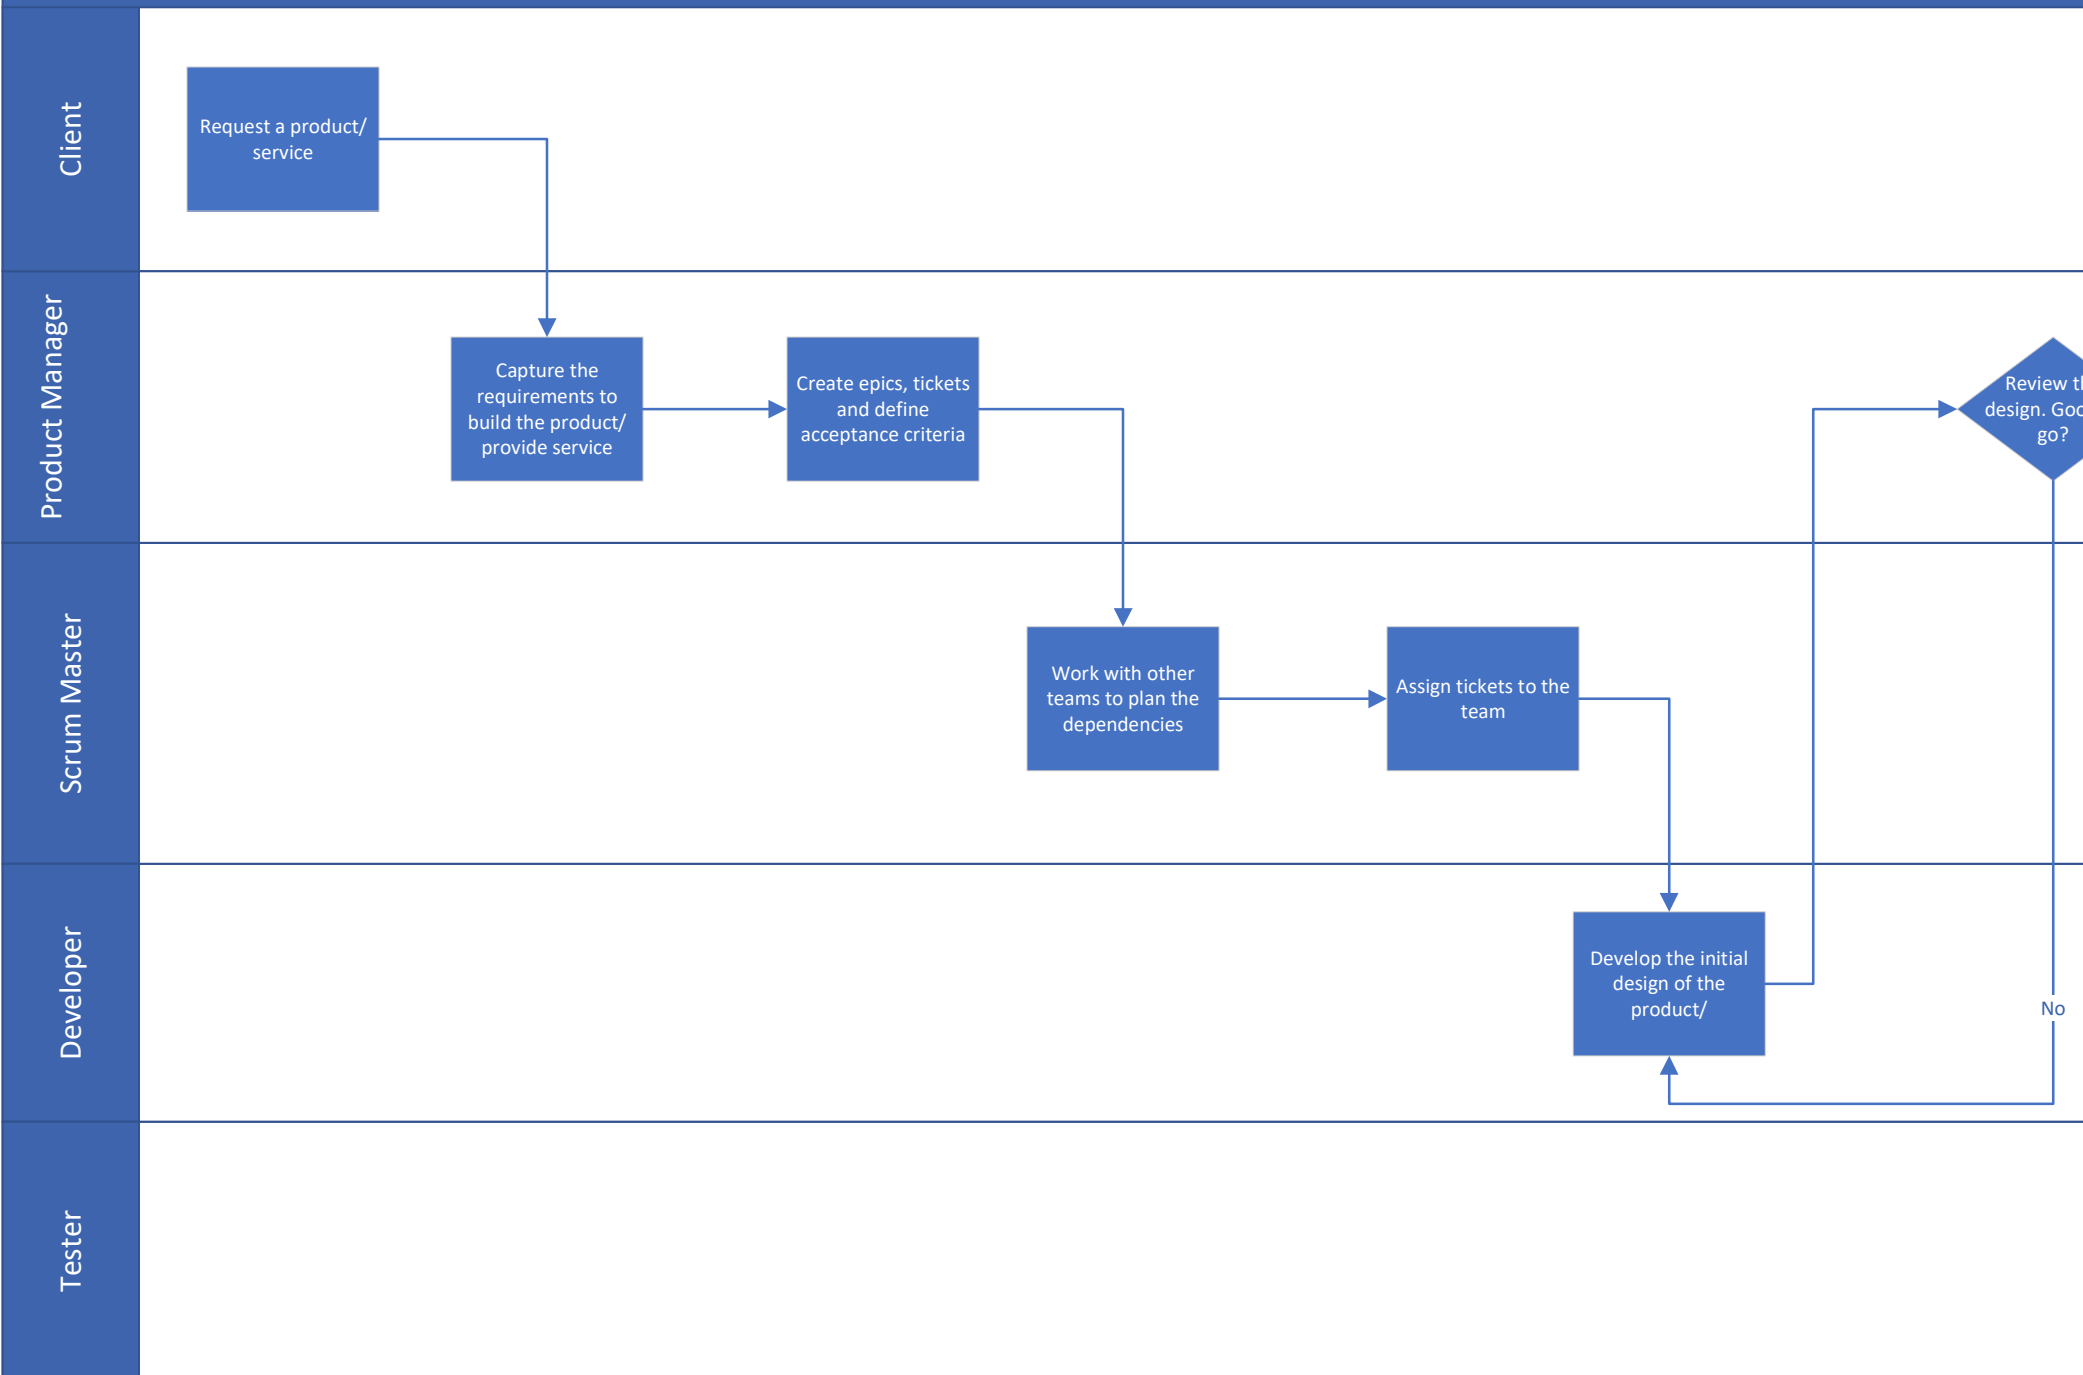 Client
Request a product/
service
Product Manager
Capture the
requirements to
build the product/
provide service
Create epics, tickets
and define
acceptance criteria
Review
design.
go?
Scrum Master
Work with other
teams to plan the
dependencies
Assign tickets to the
team
Developer
Develop the initial
design of the
product/
No
Tester